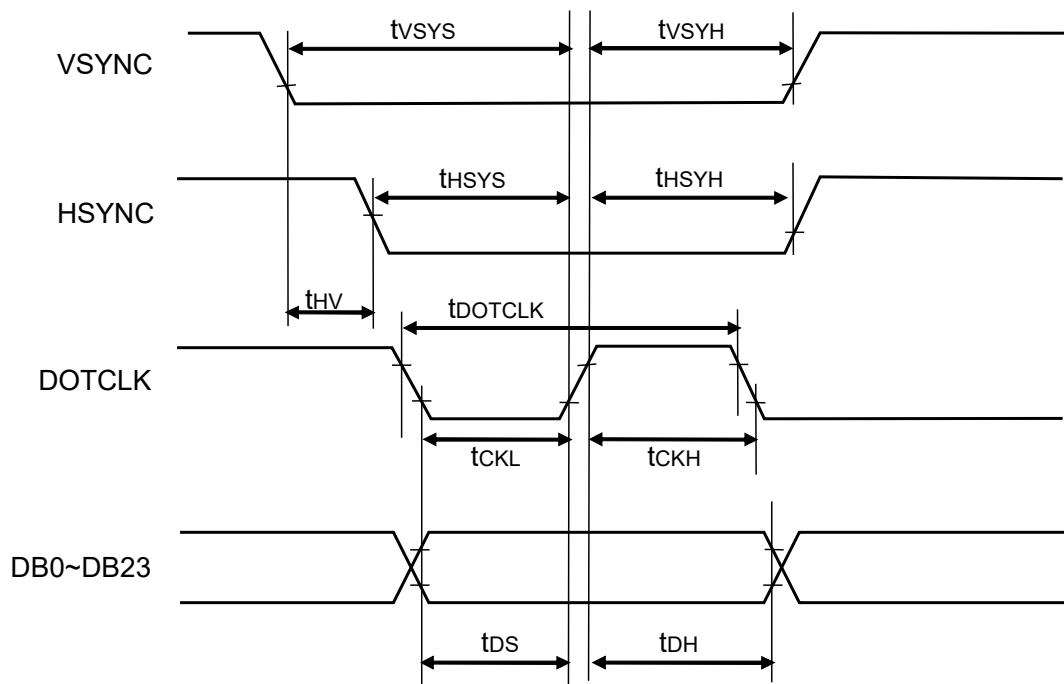 tVSYS tVSYH
VSYNC
tHSYS tHSYH
HSYNC
tHV
tDOTCLK
DOTCLK
tCKL tCKH
DB0~DB23
tDS tDH